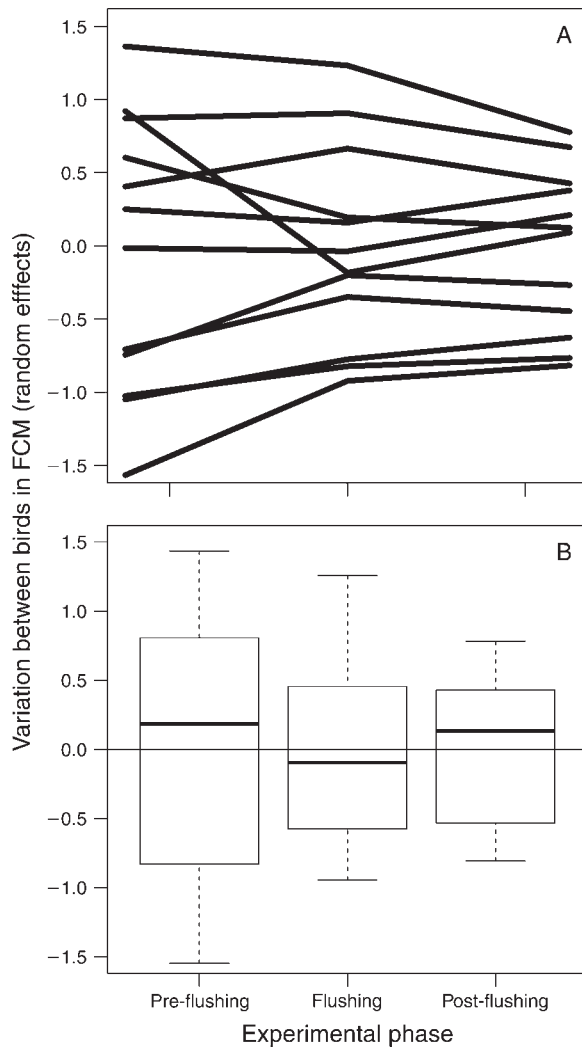 Variation between birds in FCM (random efffects)
A
1.5
1.0
0.5
0.0
−0.5
−1.0
−1.5
B
1.5
1.0
0.5
0.0
−0.5
−1.0
−1.5
Pre-flushing Flushing Post-flushing
Experimental phase